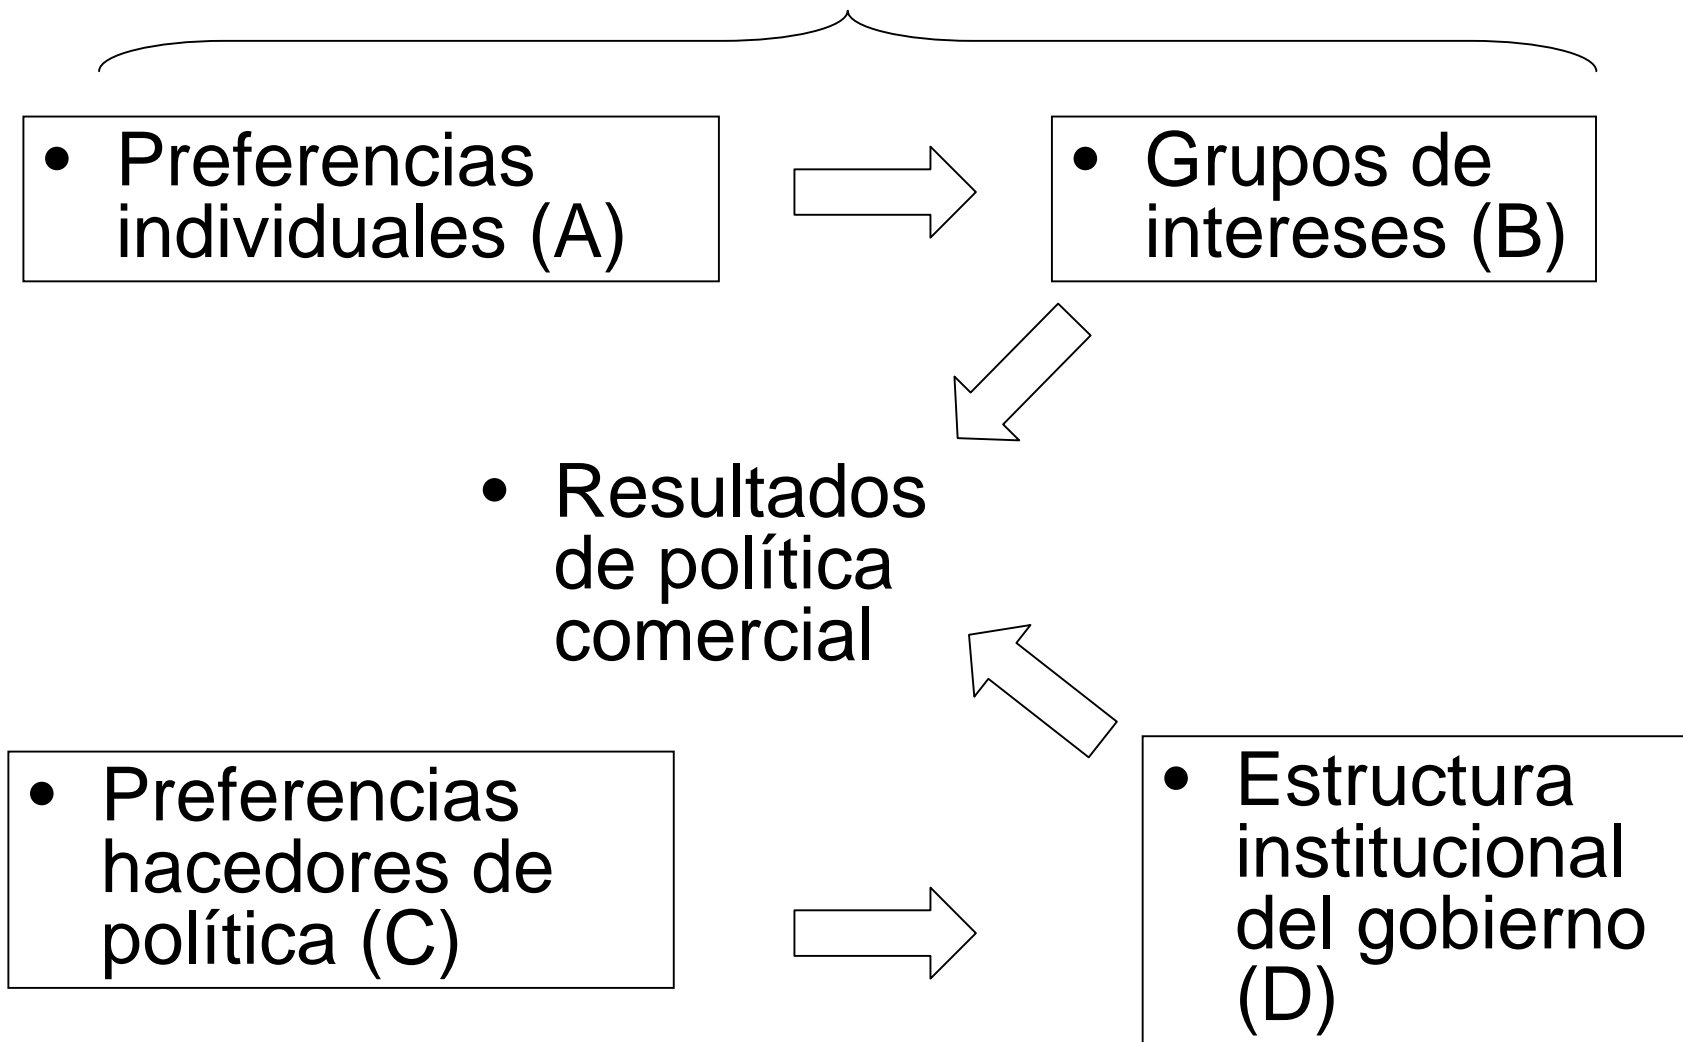 • Preferencias
individuales (A)
• Grupos de
intereses (B)
• Resultados
de política
comercial
• Preferencias
hacedores de
política (C)
• Estructura
institucional
del gobierno
(D)